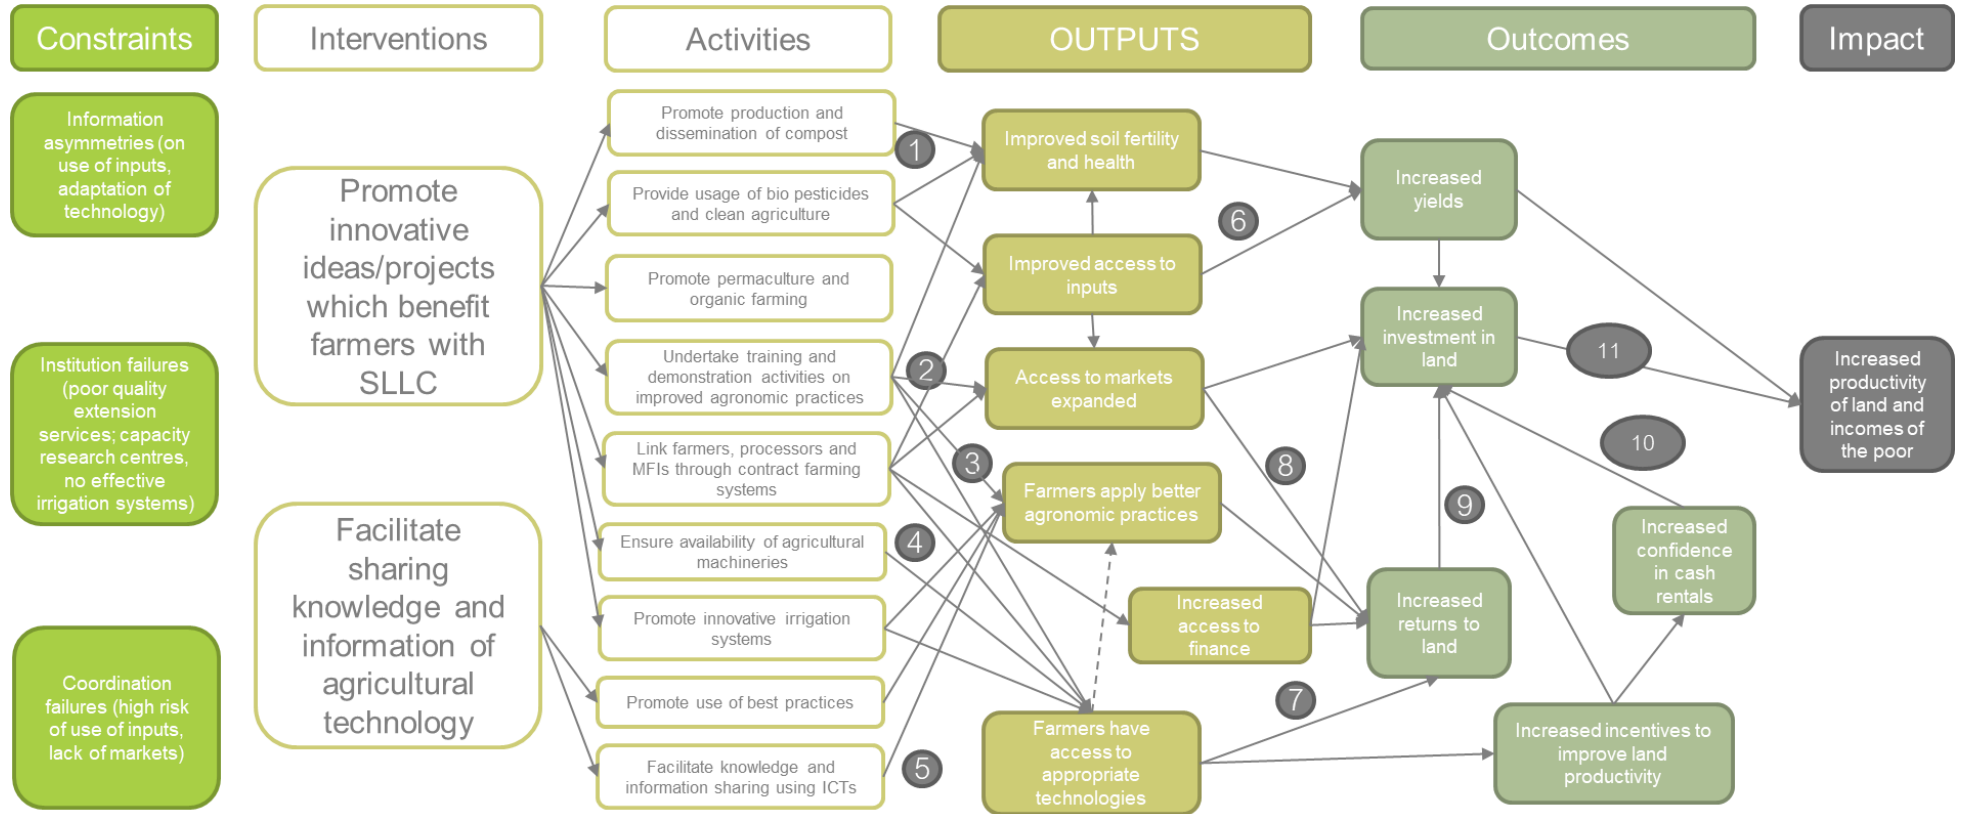 Constraints
Interventions
Activities
OUTPUTS
Outcomes
Impact
Information
asymmetries (on
use of inputs,
adaptation of
technology)
Institution failures
(poor quality
extension
services; capacity
research centres,
no effective
irrigation systems)
Coordination
failures (high risk
of use of inputs,
lack of markets)
Promote
innovative
ideas/projects
which benefit
farmers with
SLLC
Facilitate
sharing
knowledge and
information of
agricultural
technology
Promote production and
dissemination of compost
Provide usage of bio pesticides
and clean agriculture
Promote permaculture and
organic farming
Undertake training and
demonstration activities on
improved agronomic practices
Link farmers, processors and
MFIs through contract farming
systems
Ensure availability of agricultural
machineries
Promote innovative irrigation
systems
Promote use of best practices
Facilitate knowledge and
information sharing using ICTs
1
2
3
4
5
Improved soil fertility
and health
Improved access to
inputs
Access to markets
expanded
Farmers apply better
agronomic practices
Increased
access to
finance
Farmers have
access to
appropriate
technologies
6
8
7
Increased
yields
Increased
investment in
land
9
Increased
returns to
land
11
10
Increased
confidence
in cash
rentals
Increased incentives to
improve land
productivity
Increased
productivity
of land and
incomes of
the poor